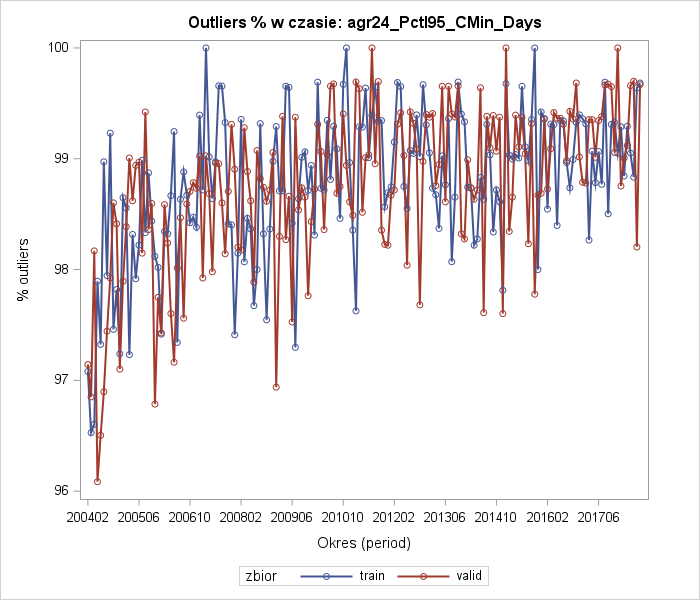 Outliers % w czasie: agr24_Pctl95_CMin_Days
100
99
98
97
96
% outliers
200402 200506 200610 200802 200906 201010 201202 201306 201410 201602 201706
Okres (period)
zbior train valid